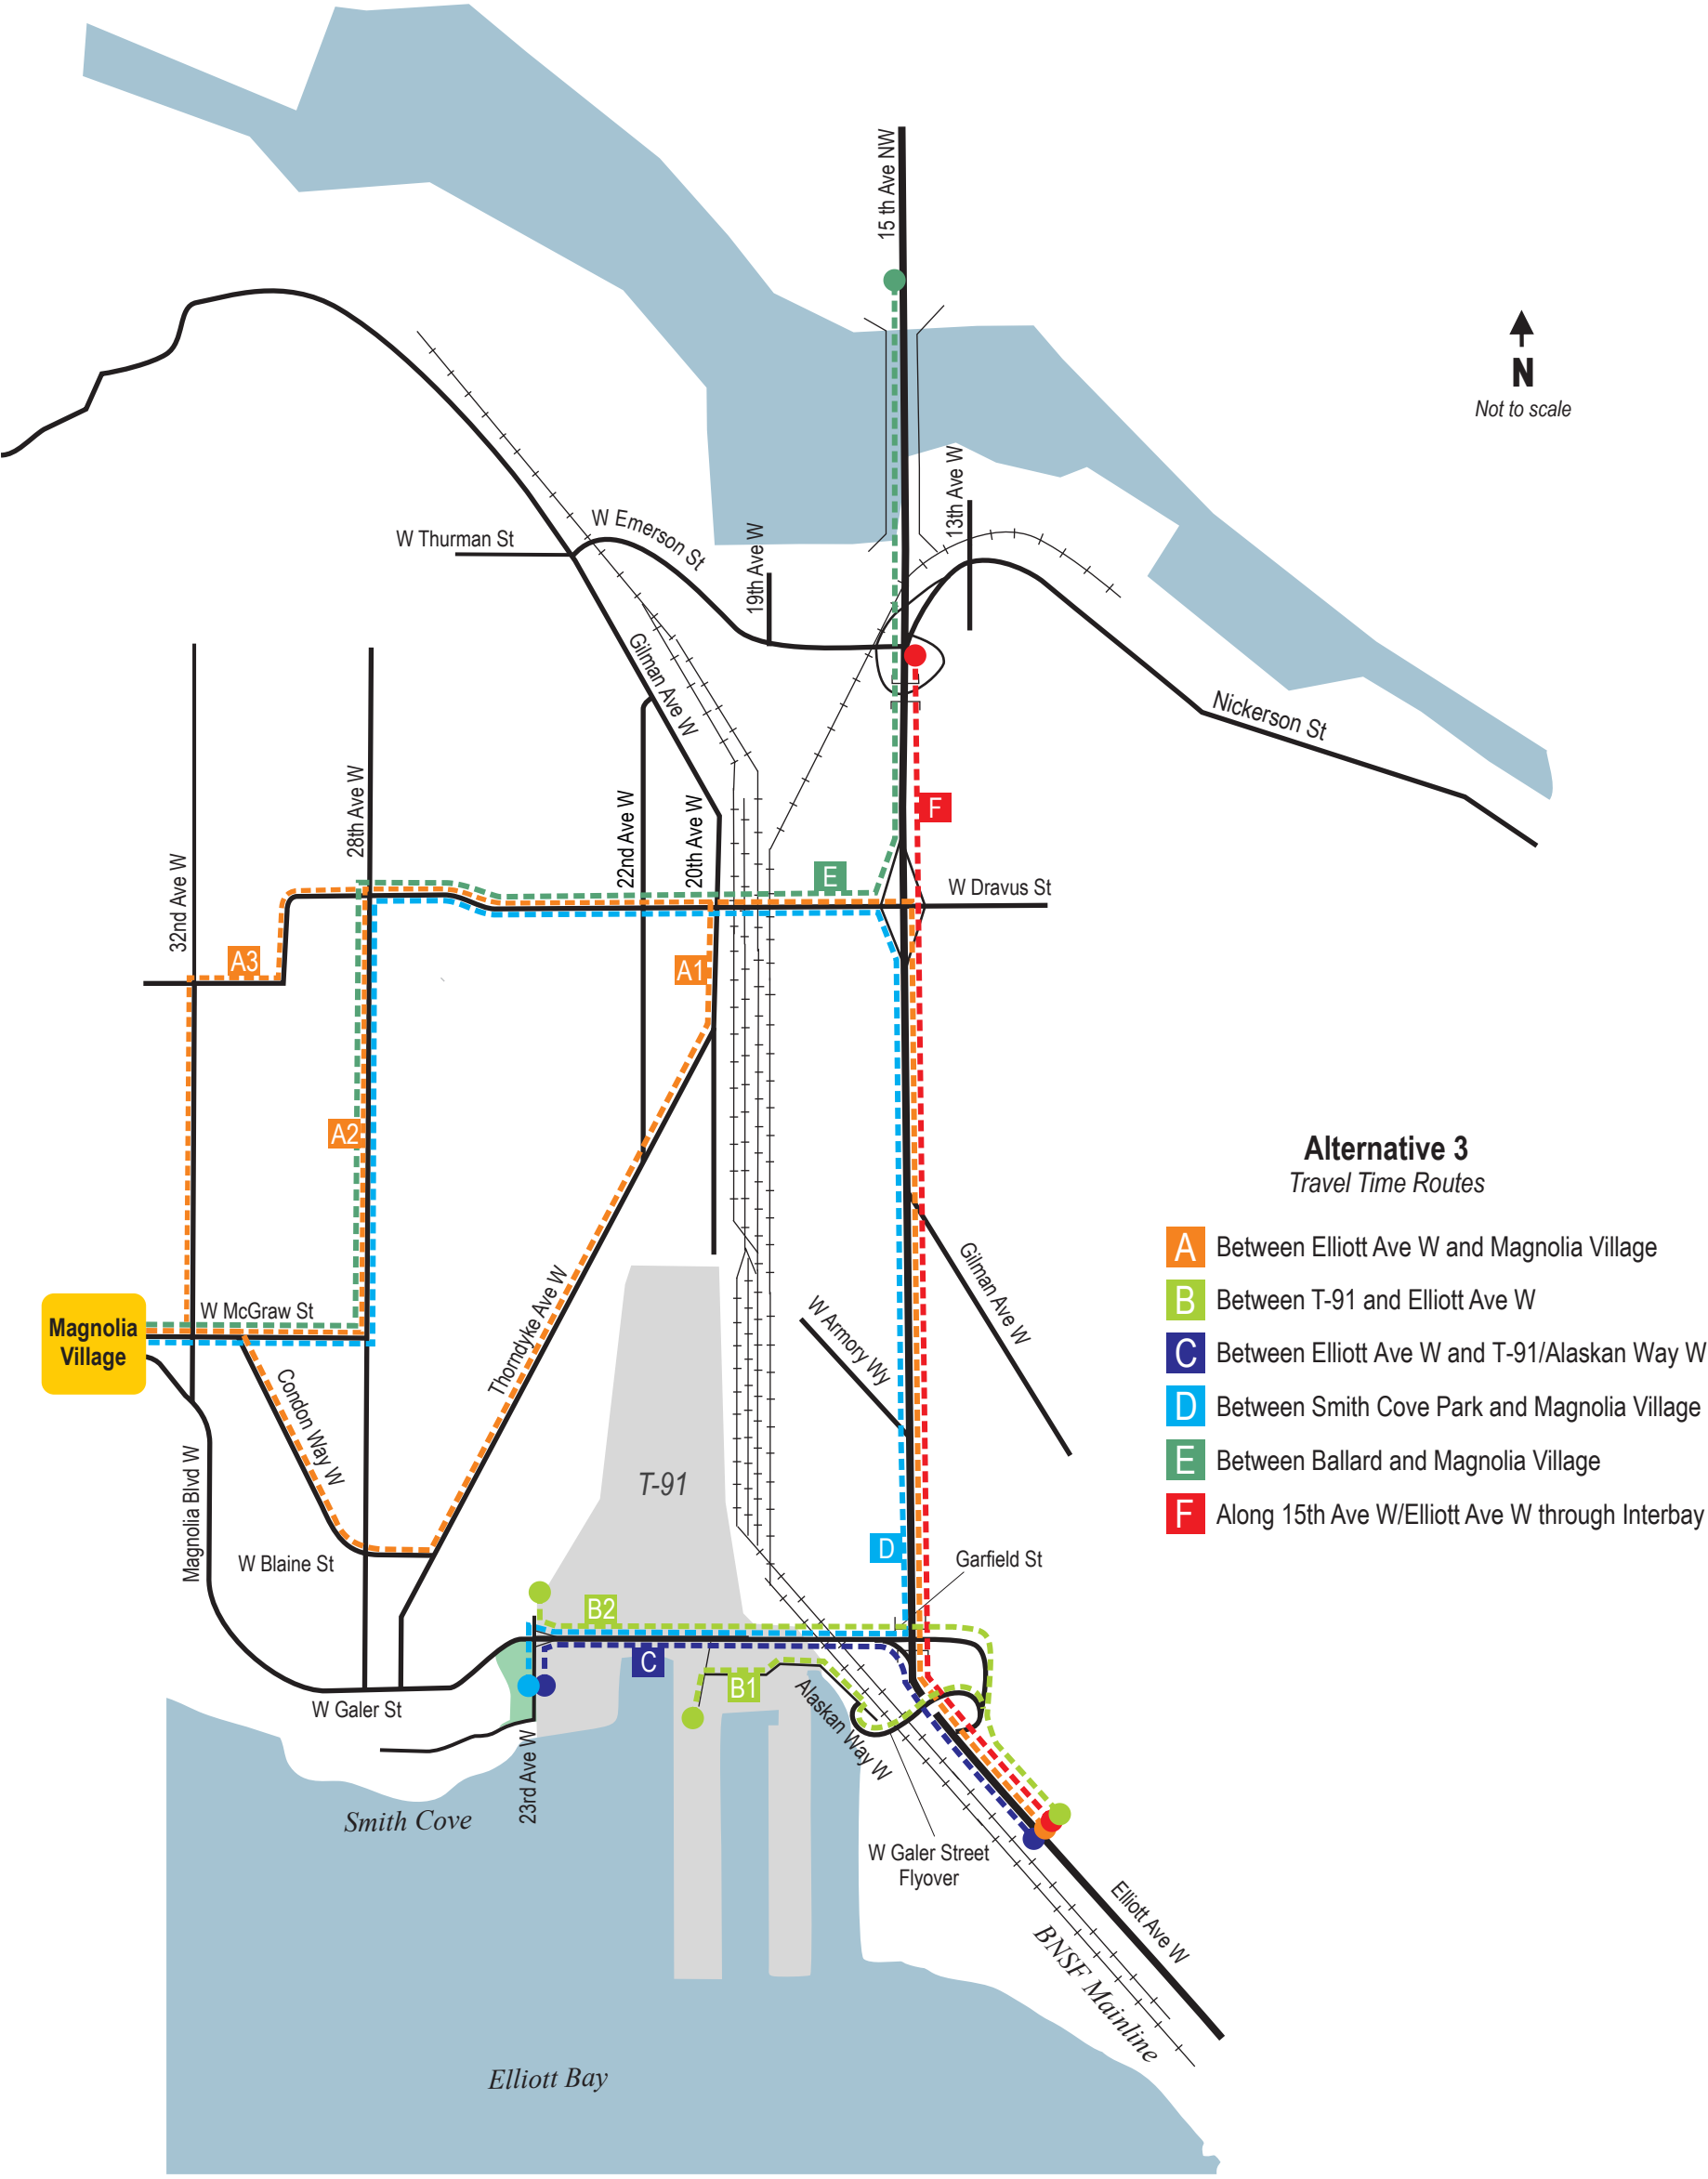 15 th Ave NW
N
Not to scale
13th Ave W
W Thurman St
W Emerson St
19th Ave W
Gilman Ave W
Nickerson St
28th Ave W
22nd Ave W
20th Ave W
F
32nd Ave W
E
W Dravus St
A3
A1
A2
Alternative 3
Travel Time Routes
A Between Elliott Ave W and Magnolia Village
B Between T-91 and Elliott Ave W
C Between Elliott Ave W and T-91/Alaskan Way W
D Between Smith Cove Park and Magnolia Village
E Between Ballard and Magnolia Village
F Along 15th Ave W/Elliott Ave W through Interbay
Gilman Ave W
W Armory Wy
Thorndyke Ave W
W McGraw St
Magnolia
Village
Condon Way W
Magnolia Blvd W
T-91
W Blaine St
D
Garfield St
B2
C
B1
W Galer St
Alaskan Way W
23rd Ave W
Smith Cove
W Galer Street
Flyover
Elliott Ave W
BNSF Mainline
Elliott Bay